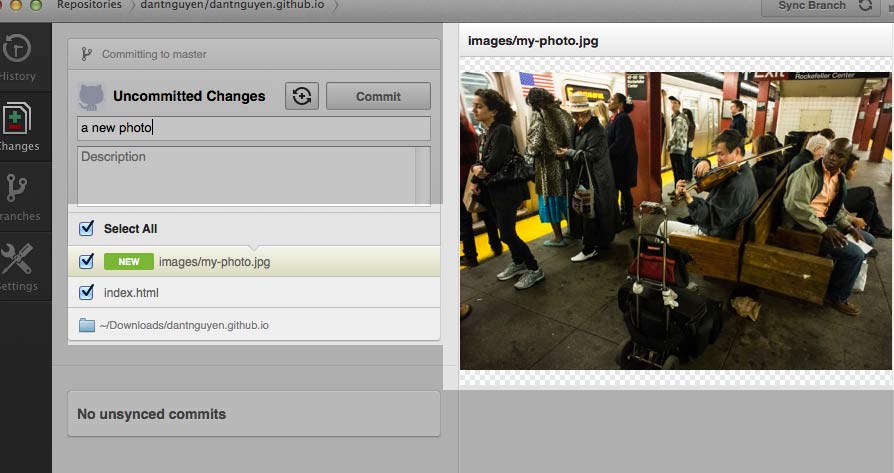 Repositories
dantnguyen/dantnguyen.github.io
Sync Branch
History
Changes
Branches
Settings
Committing to master
Uncommitted Changes
Commit
a new photo
Description
Select All
NEW images/my-photo.jpg
index.html
~/Downloads/dantnguyen.github.io
No unsynced commits
images/my-photo.jpg
Exit
Rockefeller Center